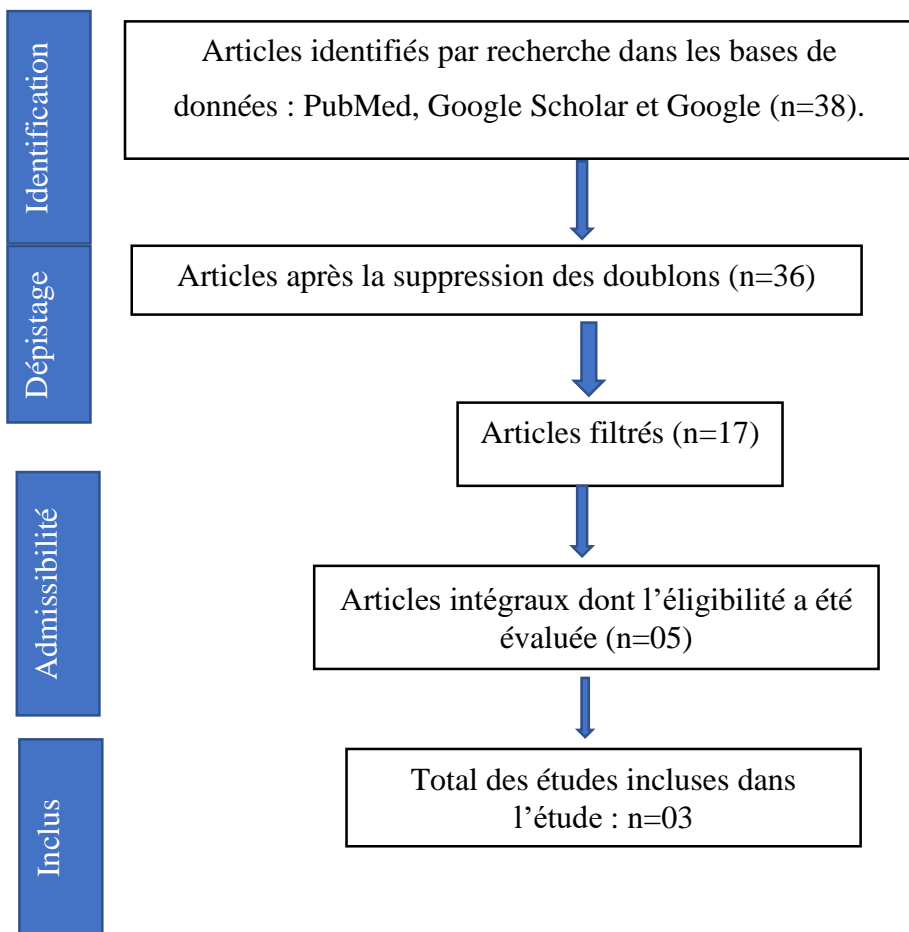 Identification
Articles identifiés par recherche dans les bases de
données : PubMed, Google Scholar et Google (n=38).
Dépistage
Articles après la suppression des doublons (n=36)
Articles filtrés (n=17)
Admissibilité
Articles intégraux dont l’éligibilité a été
évaluée (n=05)
Inclus
Total des études incluses dans
l’étude : n=03